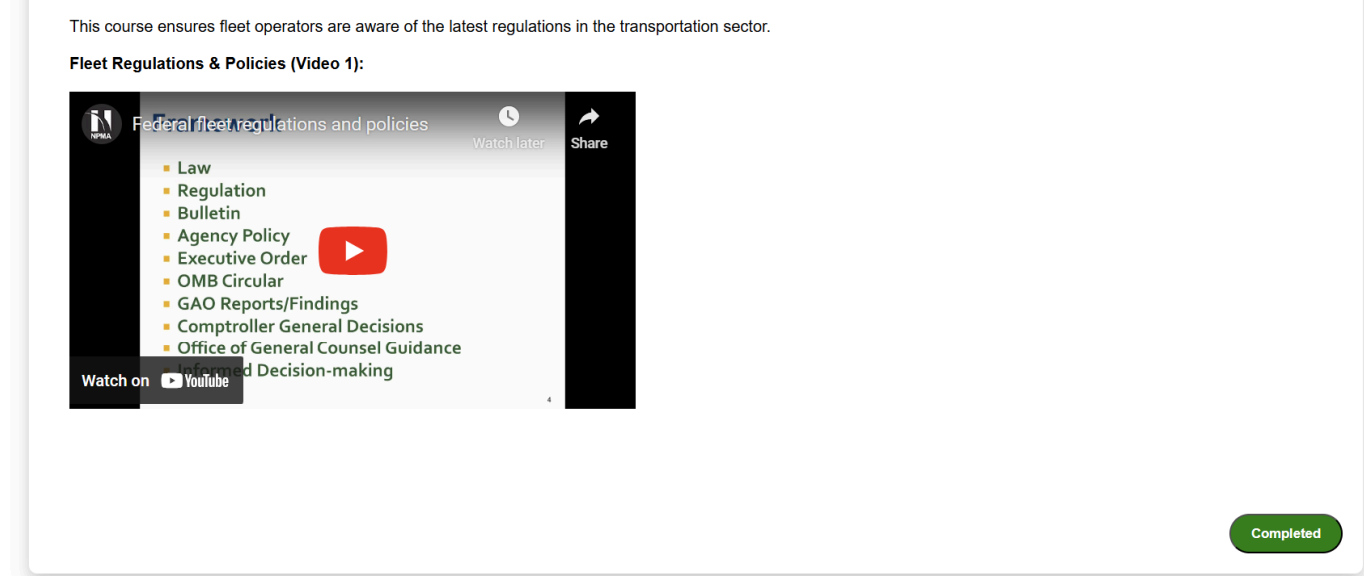 This course ensures fleet operators are aware of the latest regulations in the transportation sector.
Fleet Regulations & Policies (Video 1):
NPMA
Federal fleet regulations and policies
Framework
Watch later
Share
Law
Regulation
Bulletin
Agency Policy
Executive Order
OMB Circular
GAO Reports/Findings
Comptroller General Decisions
Office of General Counsel Guidance
Informed Decision-making
Watch on YouTube
4
Completed